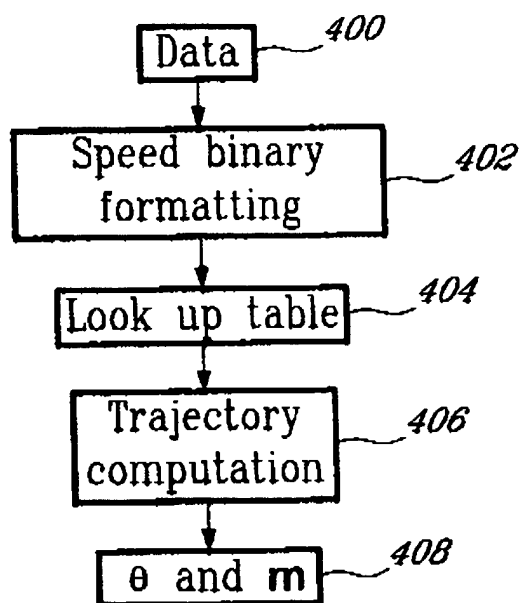 400
Data
Speed binary
402
formatting
404
Look up table
Trajectory
406
computation
408
θ and m